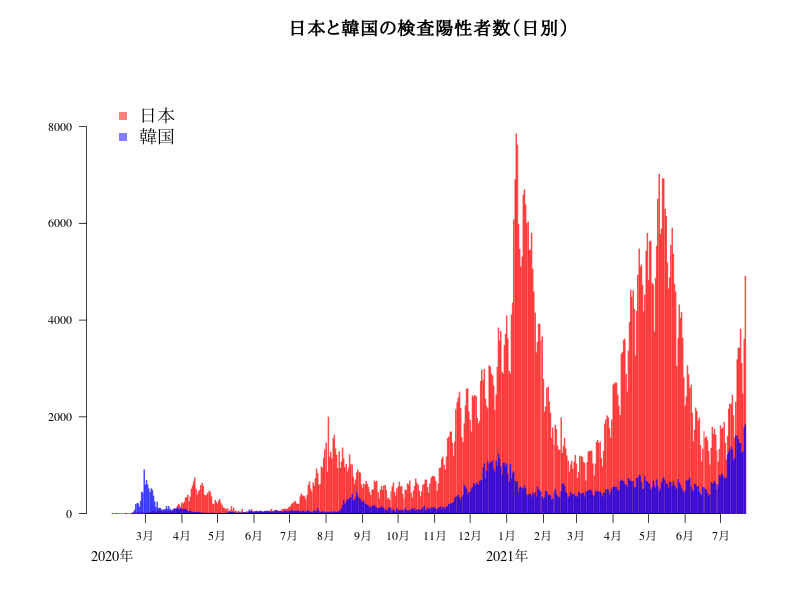 日本と韓国の検査陽性者数（日別）
日本
韓国
8000
6000
4000
2000
0
3月 4月 5月 6月 7月 8月 9月 10月 11月 12月 1月 2月 3月 4月 5月 6月 7月
2020年 2021年